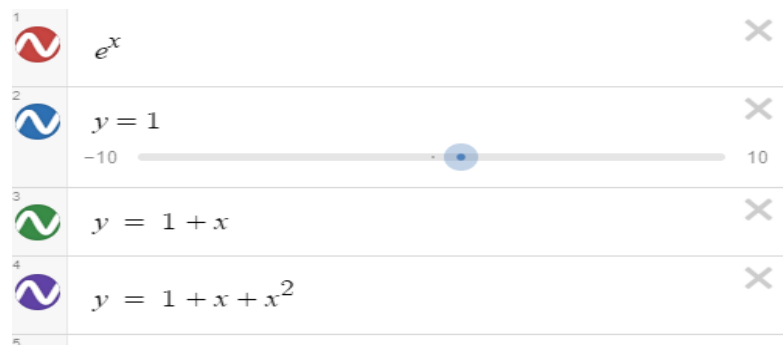 1
e^x
2
y = 1
−10 10
3
y = 1 + x
4
y = 1 + x + x^2
5